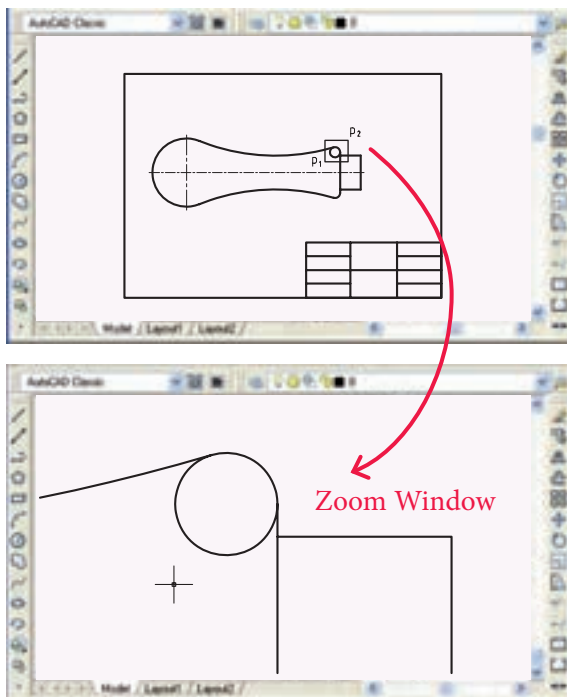 AutoCAD Classic
P₂
P₁
Model / Layout1 / Layout2 /
AutoCAD Classic
Zoom Window
Model / Layout1 / Layout2 /